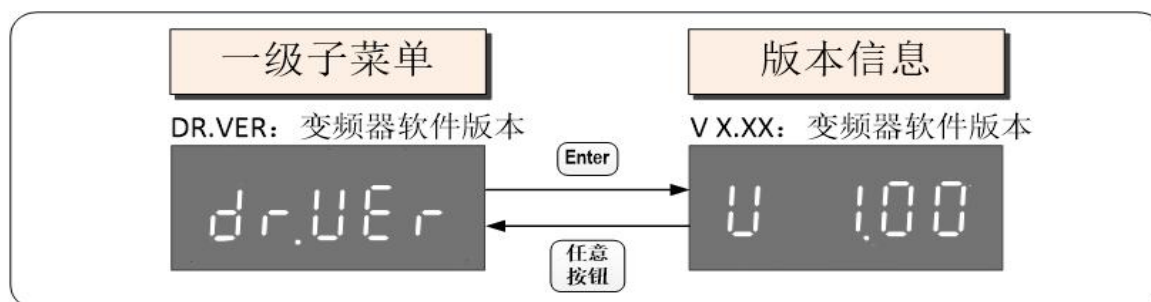 一级子菜单
版本信息
DR.VER：变频器软件版本
V X.XX：变频器软件版本
Enter
dr.UEr
U 1.00
任意
按钮